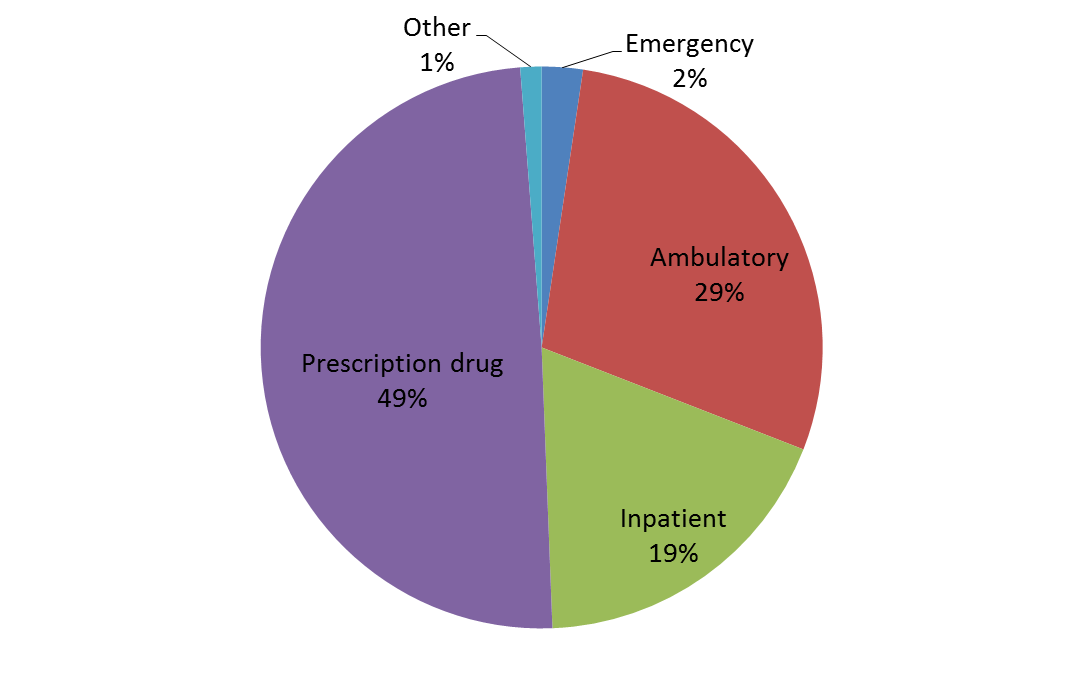 Other
1%
Emergency
2%
Ambulatory
29%
Prescription drug
49%
Inpatient
19%